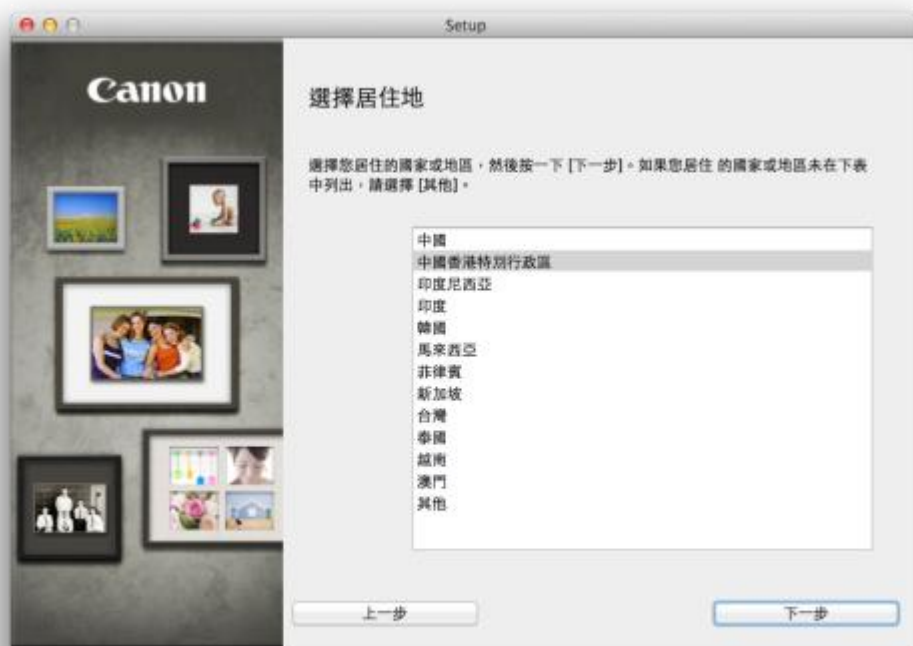 Setup
Canon
選擇居住地
選擇您居住的國家或地區,然後按一下 [下一步]。如果您居住 的國家或地區未在下表
中列出,請選擇 [其他]。
中國
中國香港特別行政區
印度尼西亞
印度
韓國
馬來西亞
菲律賓
新加坡
台灣
泰國
越南
澳門
其他
上一步
下一步